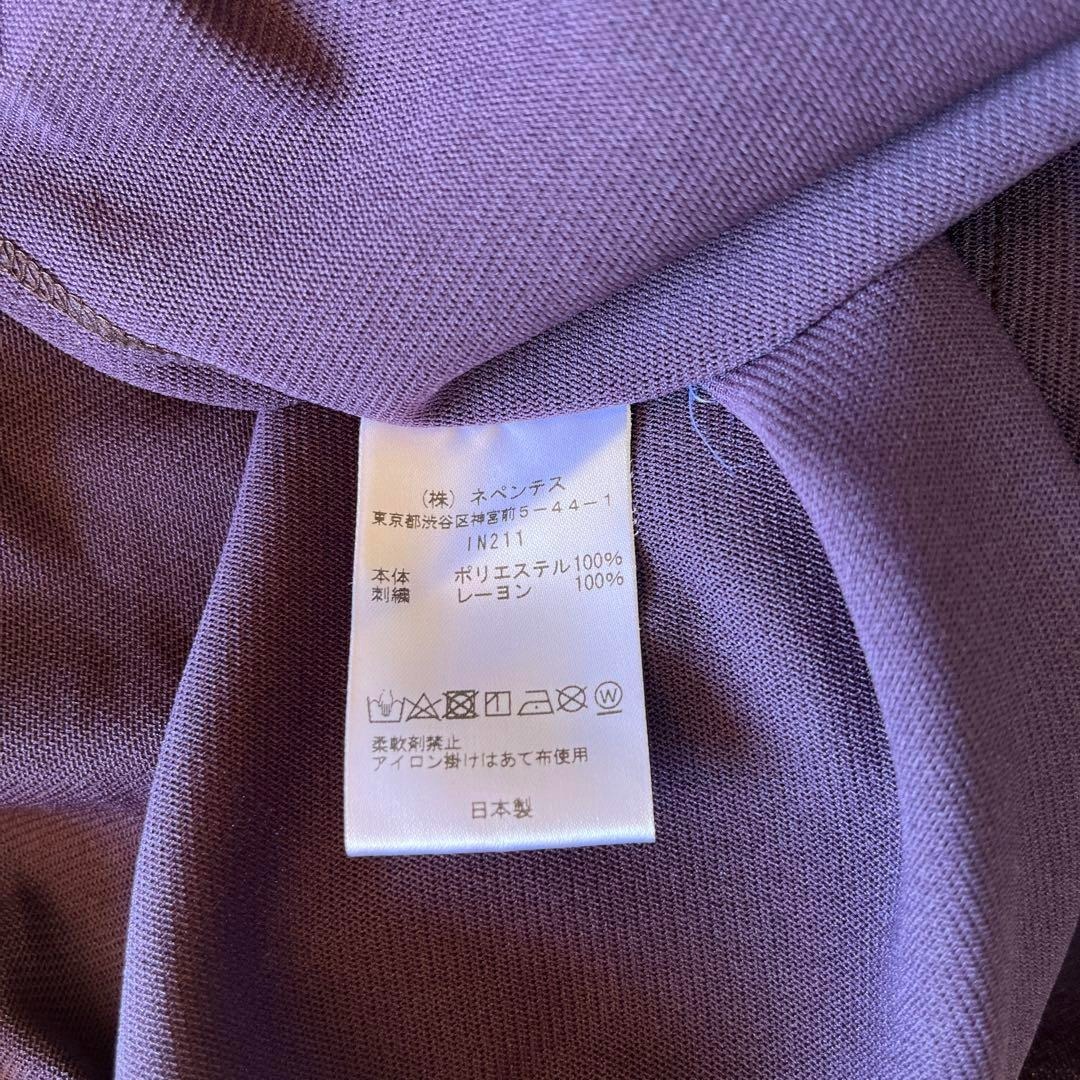 (株) ネペンテス
東京都渋谷区神宮前5-44-1
IN211
本体 ポリエステル100%
刺繍 レーヨン 100%
W
柔軟剤禁止
アイロン掛けはあて布使用
日本製